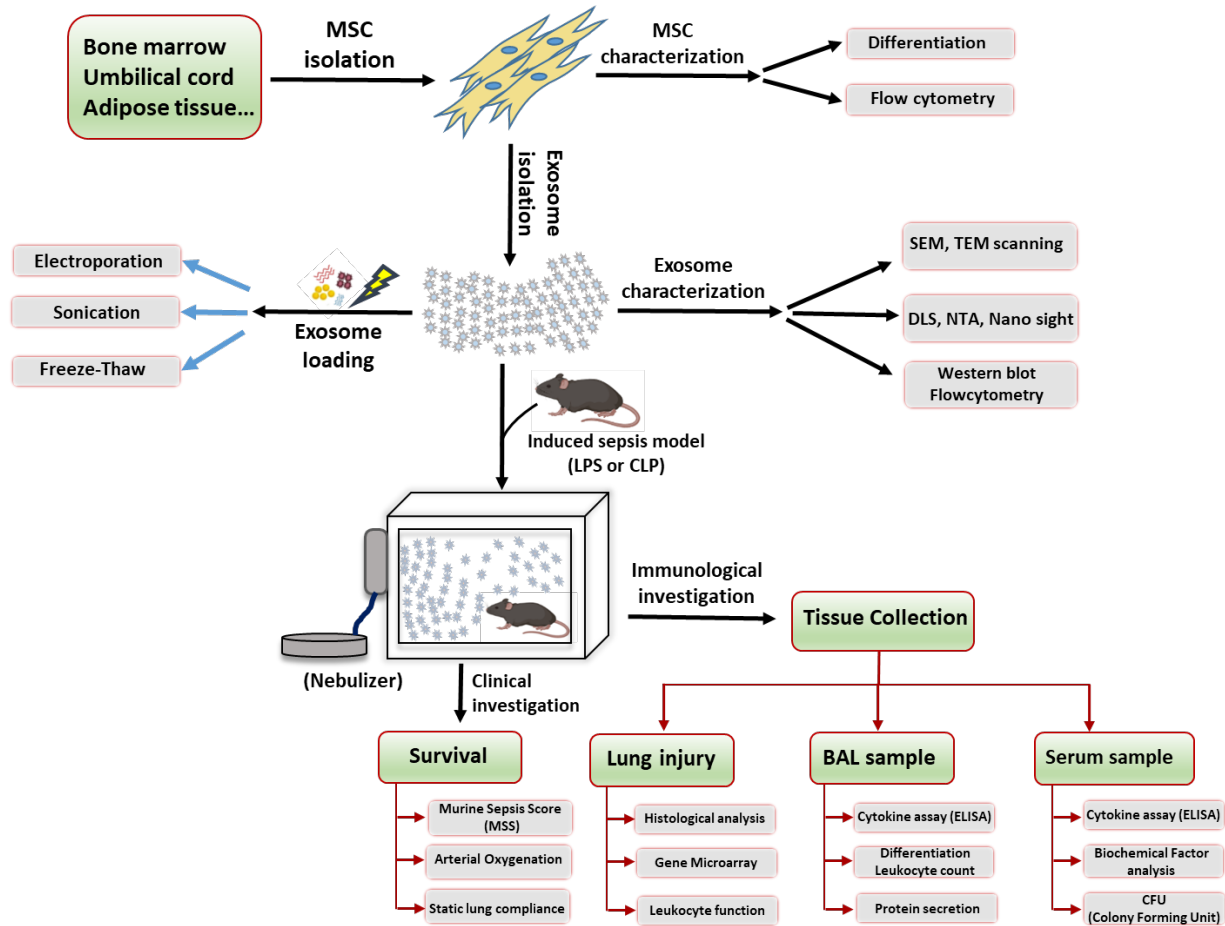 Bone marrow
Umbilical cord
Adipose tissue...
MSC
isolation
MSC
characterization
Differentiation
Flow cytometry
Exosome
isolation
Electroporation
Sonication
Freeze-Thaw
Exosome
loading
Exosome
characterization
SEM, TEM scanning
DLS, NTA, Nano sight
Western blot
Flowcytometry
Induced sepsis model
(LPS or CLP)
(Nebulizer)
Immunological
investigation
Tissue Collection
Clinical
investigation
Survival
Murine Sepsis Score
(MSS)
Arterial Oxygenation
Static lung compliance
Lung injury
Histological analysis
Gene Microarray
Leukocyte function
BAL sample
Cytokine assay (ELISA)
Differentiation
Leukocyte count
Protein secretion
Serum sample
Cytokine assay (ELISA)
Biochemical Factor
analysis
CFU
(Colony Forming Unit)